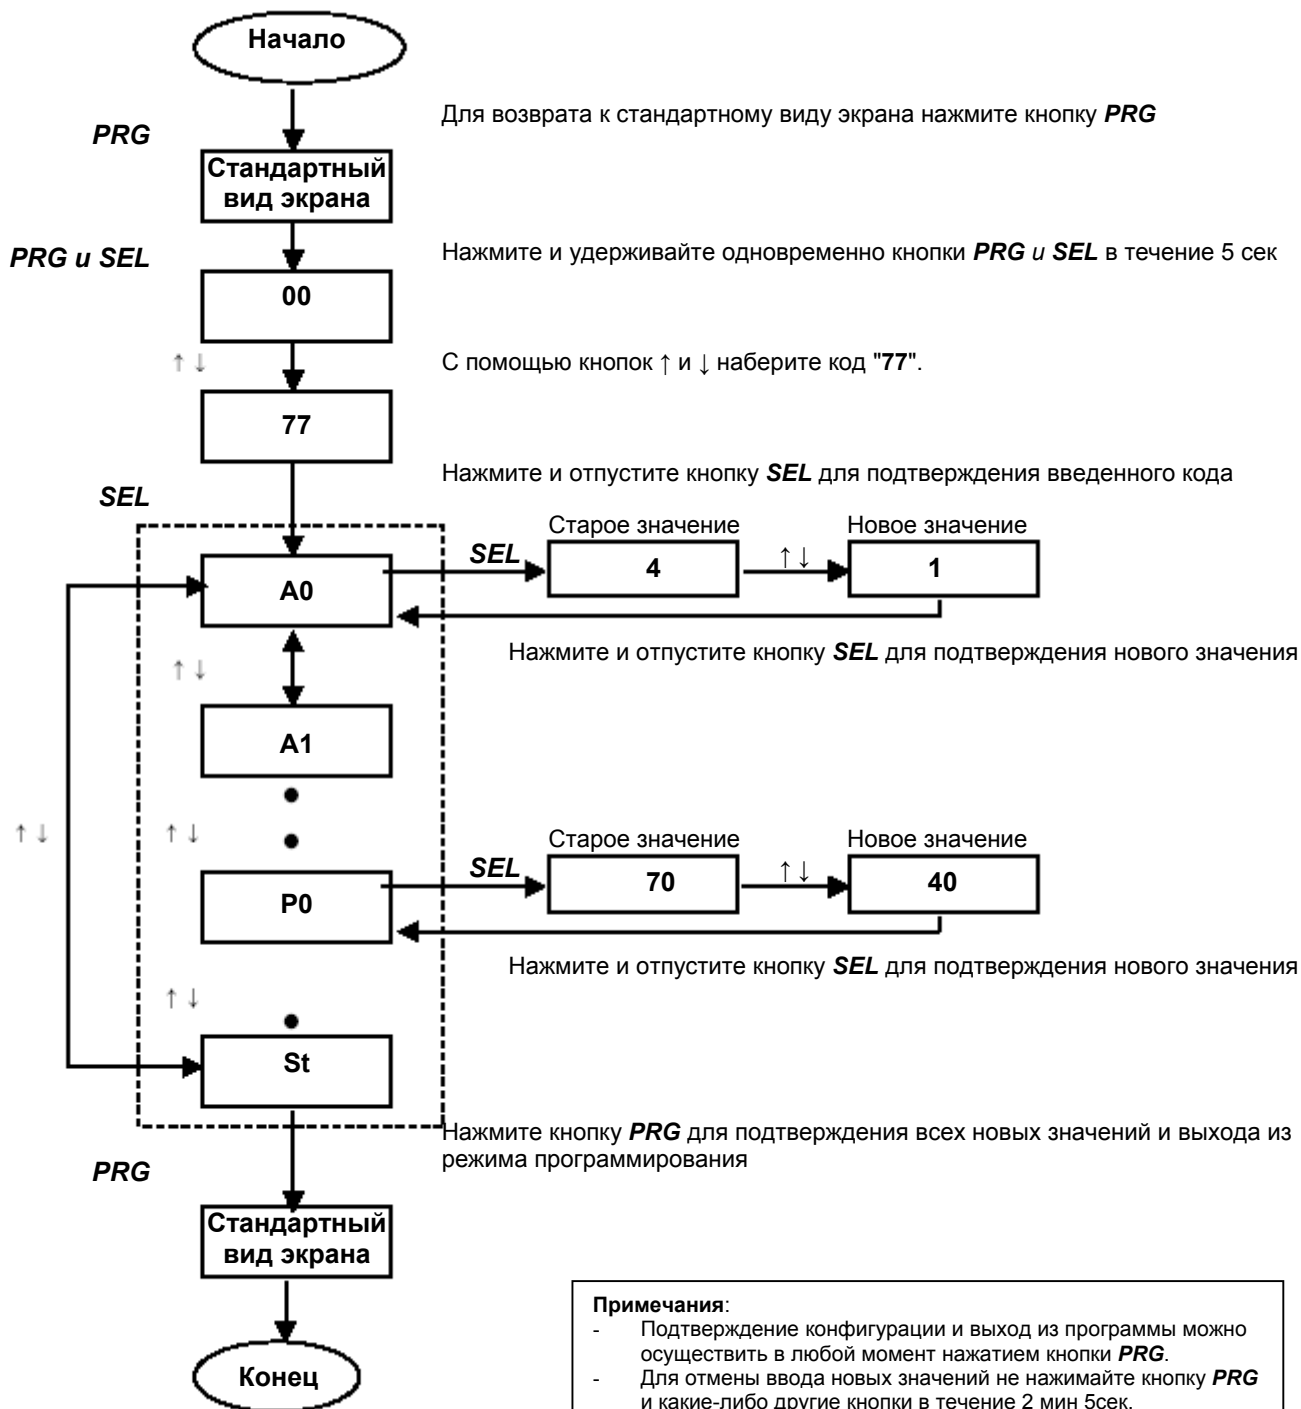 Начало
Для возврата к стандартному виду экрана нажмите кнопку PRG
PRG
Стандартный
вид экрана
PRG и SEL
Нажмите и удерживайте одновременно кнопки PRG и SEL в течение 5 сек
00
↑ ↓
С помощью кнопок ↑ и ↓ наберите код "77".
77
Нажмите и отпустите кнопку SEL для подтверждения введенного кода
SEL
Старое значение
Новое значение
A0
SEL
4
↑ ↓
1
Нажмите и отпустите кнопку SEL для подтверждения нового значения
↑ ↓
A1
↑ ↓
↑ ↓
Старое значение
Новое значение
P0
SEL
70
↑ ↓
40
Нажмите и отпустите кнопку SEL для подтверждения нового значения
↑ ↓
St
Нажмите кнопку PRG для подтверждения всех новых значений и выхода из
режима программирования
PRG
Стандартный
вид экрана
Конец
Примечания:
- Подтверждение конфигурации и выход из программы можно
осуществить в любой момент нажатием кнопки PRG.
- Для отмены ввода новых значений не нажимайте кнопку PRG
и какие-либо другие кнопки в течение 2 мин 5сек.